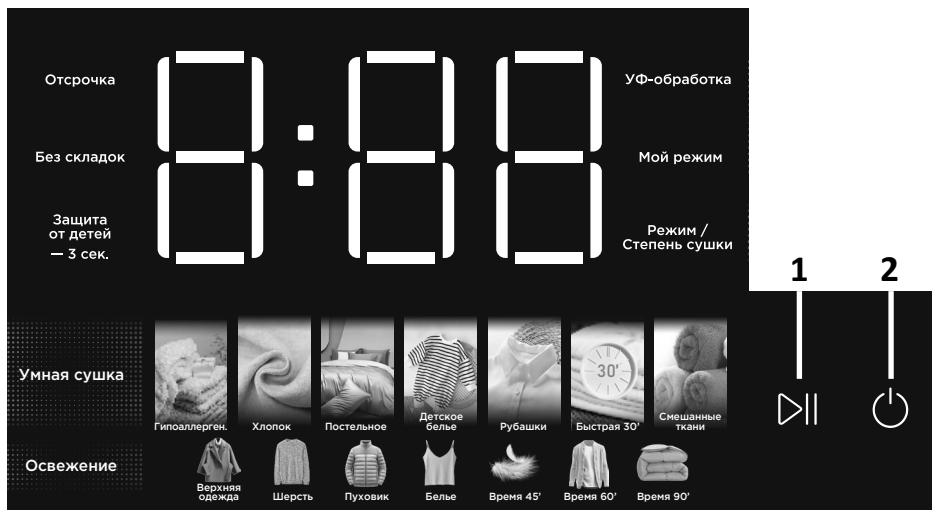 Отсрочка
8:88
УФ-обработка
Без складок
Мой режим
Защита
от детей
— 3 сек.
Режим /
Степень сушки
1
2
Умная сушка
30'
Гипоаллерген.
Хлопок
Постельное
Детское
белье
Рубашки
Быстрая 30'
Смешанные
ткани
Освежение
Верхняя
одежда
Шерсть
Пуховик
Белье
Время 45'
Время 60'
Время 90'